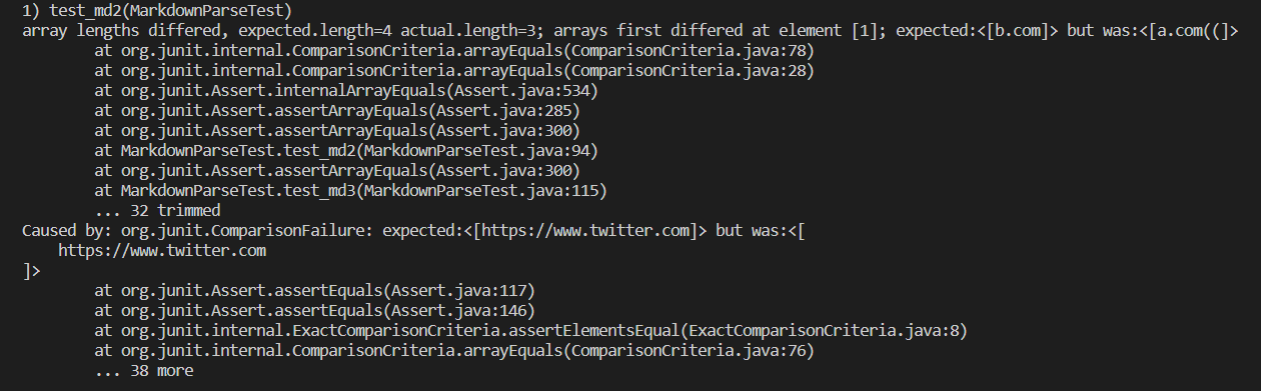 1) test_md2(MarkdownParseTest)
array lengths differed, expected.length=4 actual.length=3; arrays first differed at element [1]; expected:<[b.com]> but was:<[a.com((]>
        at org.junit.internal.ComparisonCriteria.arrayEquals(ComparisonCriteria.java:78)
        at org.junit.internal.ComparisonCriteria.arrayEquals(ComparisonCriteria.java:28)
        at org.junit.Assert.internalArrayEquals(Assert.java:534)
        at org.junit.Assert.assertArrayEquals(Assert.java:285)
        at org.junit.Assert.assertArrayEquals(Assert.java:300)
        at MarkdownParseTest.test_md2(MarkdownParseTest.java:94)
        at org.junit.Assert.assertArrayEquals(Assert.java:300)
        at MarkdownParseTest.test_md3(MarkdownParseTest.java:115)
        ... 32 trimmed
Caused by: org.junit.ComparisonFailure: expected:<[https://www.twitter.com]> but was:<[
    https://www.twitter.com
]>
        at org.junit.Assert.assertEquals(Assert.java:117)
        at org.junit.Assert.assertEquals(Assert.java:146)
        at org.junit.internal.ExactComparisonCriteria.assertElementsEqual(ExactComparisonCriteria.java:8)
        at org.junit.internal.ComparisonCriteria.arrayEquals(ComparisonCriteria.java:76)
        ... 38 more